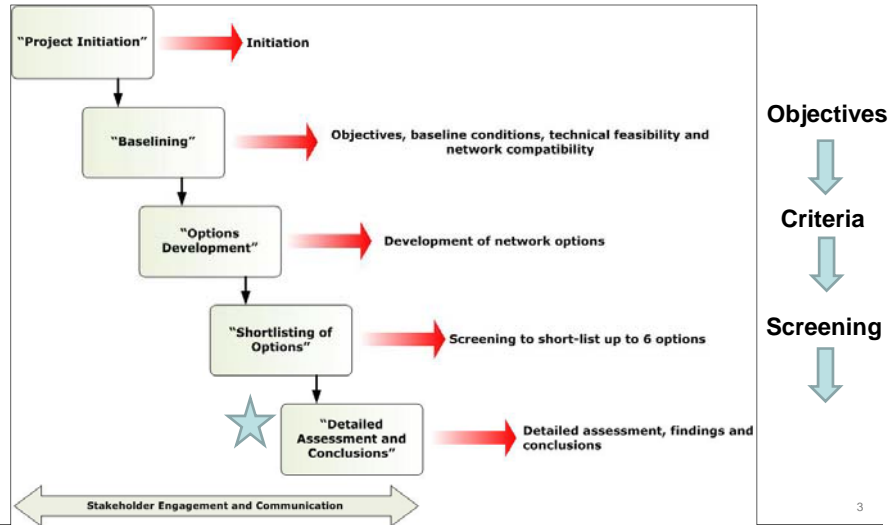 “Project Initiation”
Initiation
“Baselining”
Objectives, baseline conditions, technical feasibility and
network compatibility
“Options
Development”
Development of network options
“Shortlisting of
Options”
Screening to short-list up to 6 options
“Detailed
Assessment and
Conclusions”
Detailed assessment, findings and
conclusions
Stakeholder Engagement and Communication
Objectives
Criteria
Screening
3